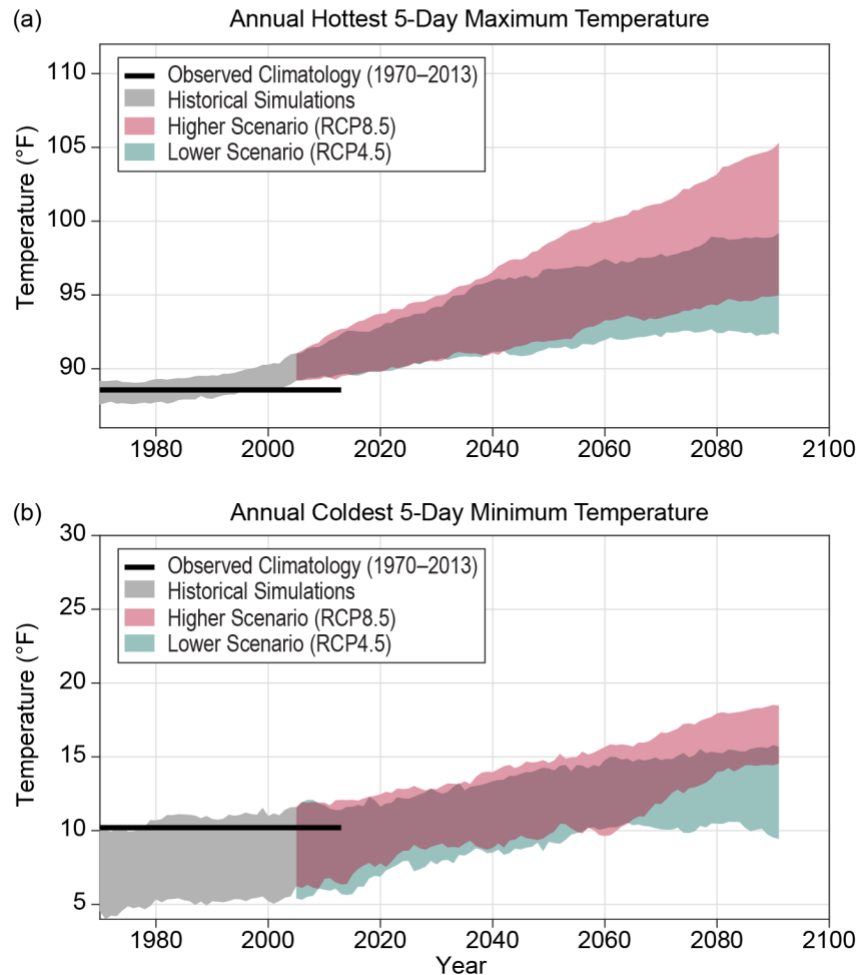 (a) Annual Hottest 5-Day Maximum Temperature
Observed Climatology (1970–2013)
Historical Simulations
Higher Scenario (RCP8.5)
Lower Scenario (RCP4.5)
Temperature (°F)
110
105
100
95
90
1980 2000 2020 2040 2060 2080 2100
(b) Annual Coldest 5-Day Minimum Temperature
Observed Climatology (1970–2013)
Historical Simulations
Higher Scenario (RCP8.5)
Lower Scenario (RCP4.5)
Temperature (°F)
30
25
20
15
10
5
1980 2000 2020 2040 2060 2080 2100
Year